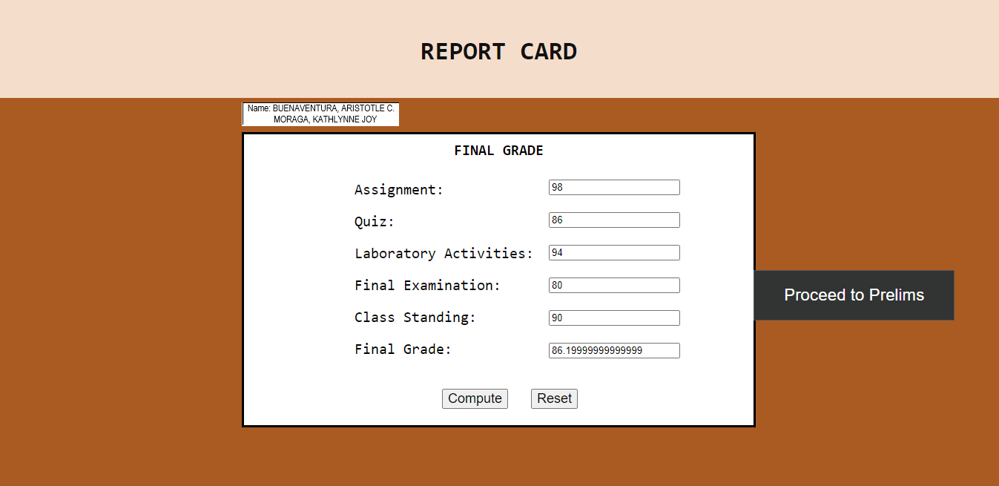 REPORT CARD
Name: BUENAVENTURA, ARISTOTLE C.
MORAGA, KATHLYNNE JOY
FINAL GRADE
Assignment: 98
Quiz: 86
Laboratory Activities: 94
Final Examination: 80
Proceed to Prelims
Class Standing: 90
Final Grade: 86.19999999999999
Compute Reset